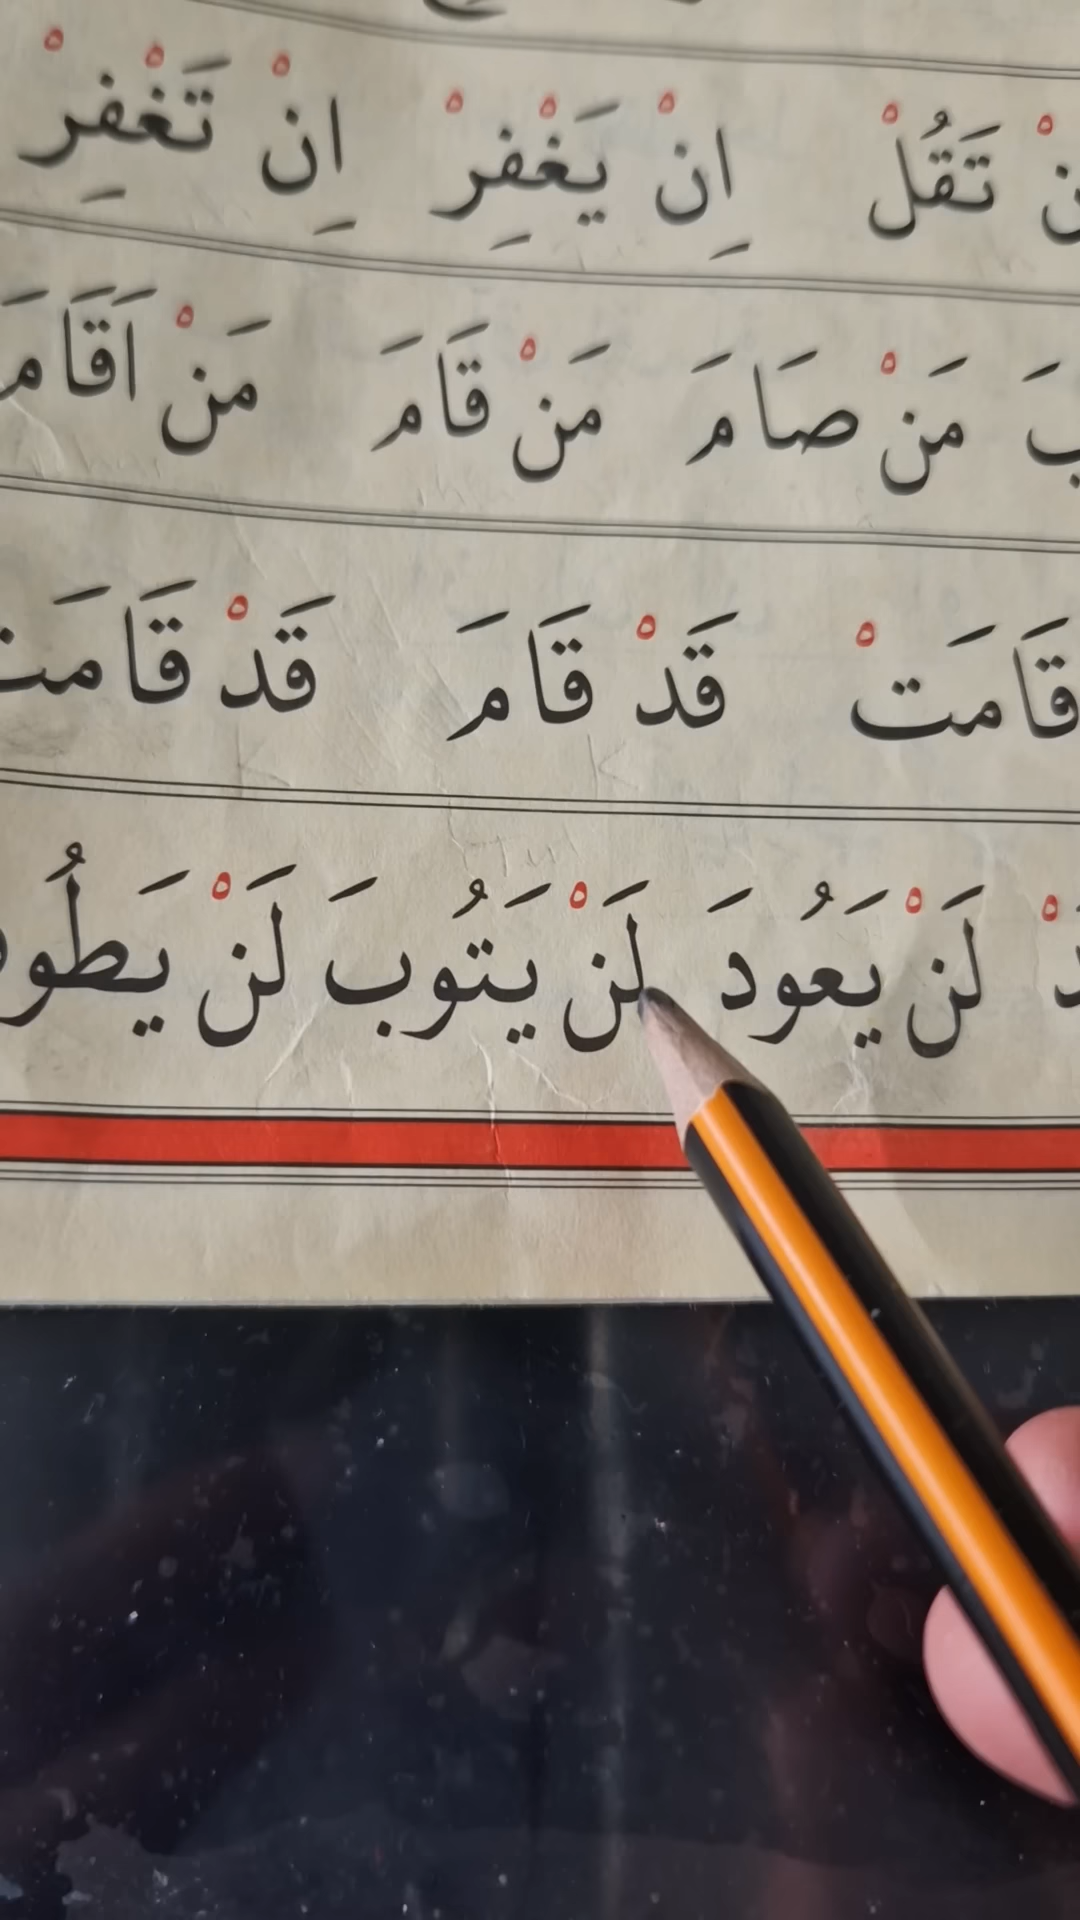 تَقُلْ اِنْ يَغْفِرْ اِنْ تَغْفِرْ
مَنْ صَامَ مَنْ قَامَ مَنْ اَقَامَ
قَامَتْ قَدْ قَامَ قَدْ قَامَت
لَنْ يَعُودَ لَنْ يَتُوبَ لَنْ